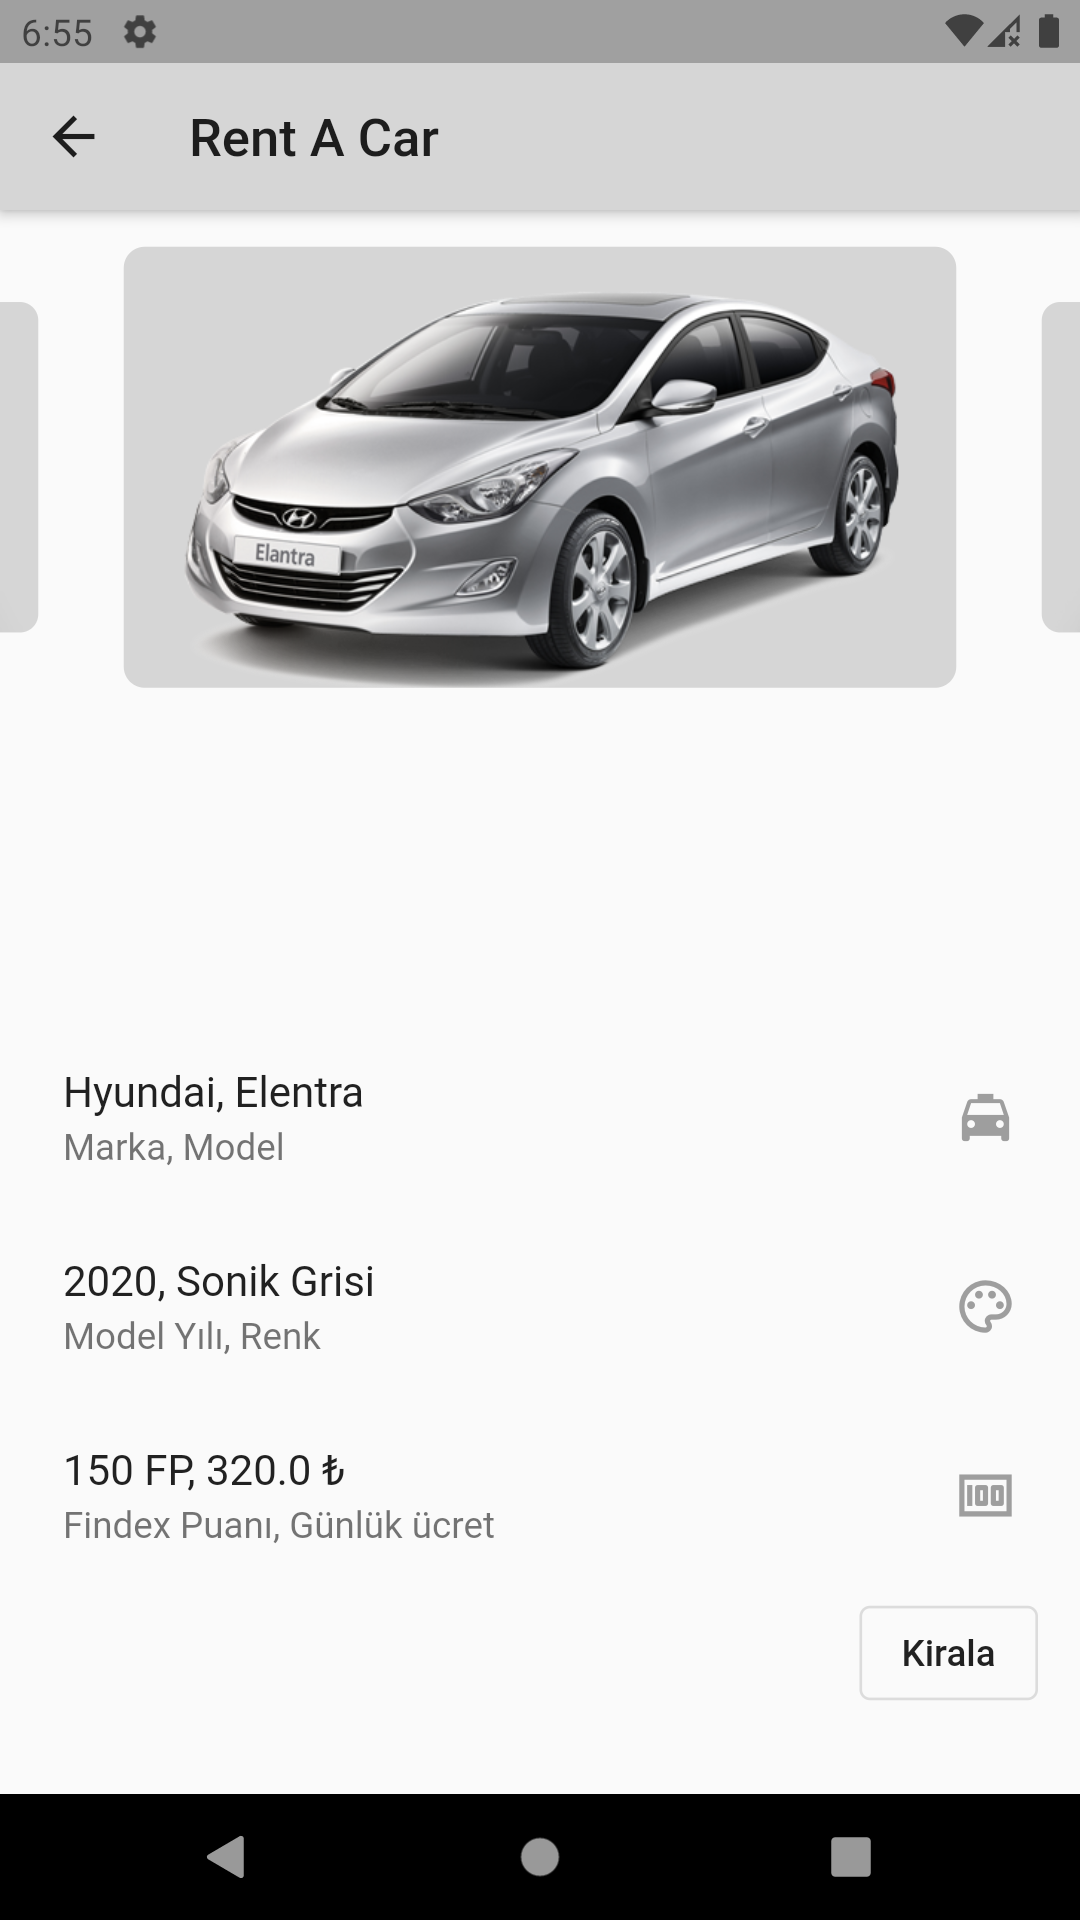 6:55
Rent A Car
Elantra
Hyundai, Elentra
Marka, Model
2020, Sonik Grisi
Model Yılı, Renk
150 FP, 320.0 ₺
Findex Puanı, Günlük ücret
100
Kirala